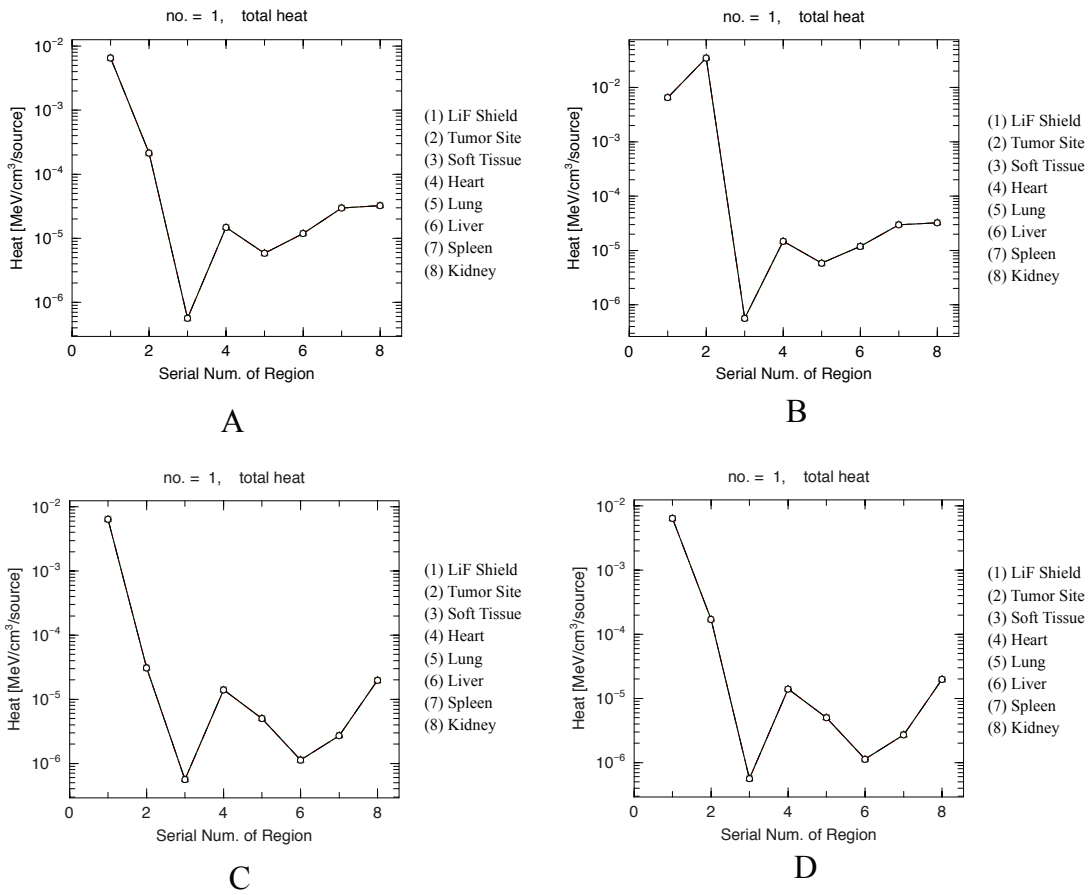 no. = 1, total heat
10⁻²
10⁻³
10⁻⁴
10⁻⁵
10⁻⁶
Heat [MeV/cm³/source]
0 2 4 6 8
Serial Num. of Region
(1) LiF Shield
(2) Tumor Site
(3) Soft Tissue
(4) Heart
(5) Lung
(6) Liver
(7) Spleen
(8) Kidney
A
no. = 1, total heat
10⁻²
10⁻³
10⁻⁴
10⁻⁵
10⁻⁶
Heat [MeV/cm³/source]
0 2 4 6 8
Serial Num. of Region
(1) LiF Shield
(2) Tumor Site
(3) Soft Tissue
(4) Heart
(5) Lung
(6) Liver
(7) Spleen
(8) Kidney
B
no. = 1, total heat
10⁻²
10⁻³
10⁻⁴
10⁻⁵
10⁻⁶
Heat [MeV/cm³/source]
0 2 4 6 8
Serial Num. of Region
(1) LiF Shield
(2) Tumor Site
(3) Soft Tissue
(4) Heart
(5) Lung
(6) Liver
(7) Spleen
(8) Kidney
C
no. = 1, total heat
10⁻²
10⁻³
10⁻⁴
10⁻⁵
10⁻⁶
Heat [MeV/cm³/source]
0 2 4 6 8
Serial Num. of Region
(1) LiF Shield
(2) Tumor Site
(3) Soft Tissue
(4) Heart
(5) Lung
(6) Liver
(7) Spleen
(8) Kidney
D